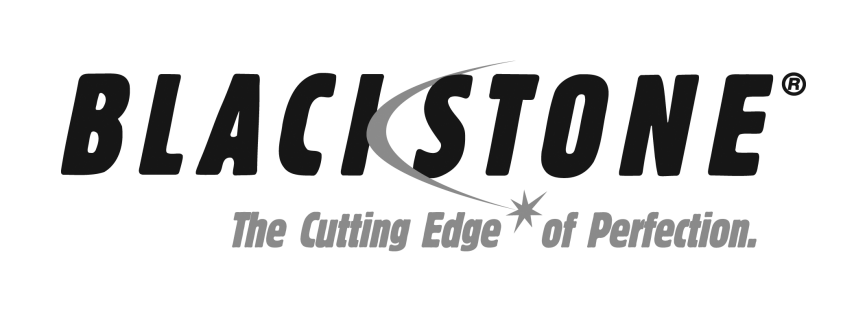 BLACKSTONE®
The Cutting Edge of Perfection.